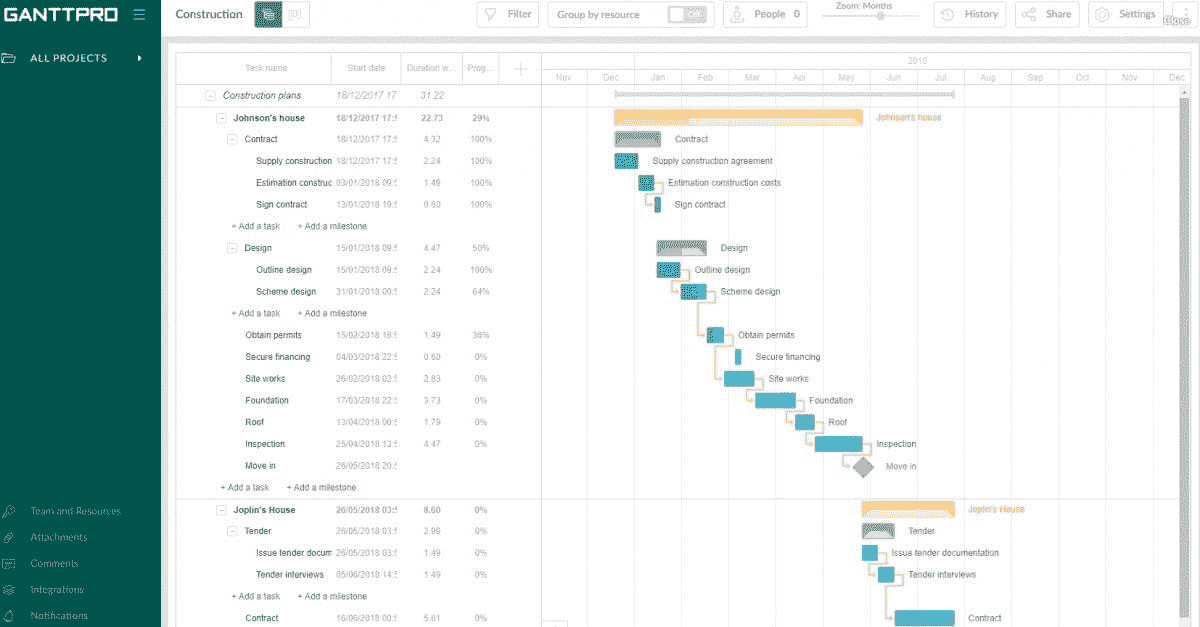 GANTTPRO
Construction
Filter
Group by resource
Off
People 0
Zoom: Months
History
Share
Settings
Close
ALL PROJECTS
Task name Start date Duration w... Prog...
2018
Nov Dec Jan Feb Mar Apr May Jun Jul Aug Sep Oct Nov Dec
Construction plans 18/12/2017 17 31.22
Johnson's house 18/12/2017 17:5 22.73 29% Johnson's house
Contract 18/12/2017 17:5 4.32 100% Contract
Supply construction 18/12/2017 17:5 2.24 100% Supply construction agreement
Estimation construc 03/01/2018 09:5 1.49 100% Estimation construction costs
Sign contract 13/01/2018 19:5 0.60 100% Sign contract
+ Add a task + Add a milestone
Design 15/01/2018 09:5 4.47 50% Design
Outline design 15/01/2018 09:5 2.24 100% Outline design
Scheme design 31/01/2018 00:5 2.24 64% Scheme design
+ Add a task + Add a milestone
Obtain permits 15/02/2018 16:5 1.49 36% Obtain permits
Secure financing 04/03/2018 22:5 0.60 0% Secure financing
Site works 26/02/2018 02:5 2.83 0% Site works
Foundation 17/03/2018 22:5 3.73 0% Foundation
Roof 13/04/2018 00:5 1.79 0% Roof
Inspection 25/04/2018 13:5 4.47 0% Inspection
Move in 26/05/2018 20:5 Move in
+ Add a task + Add a milestone
Joplin's House 26/05/2018 03:5 8.60 0% Joplin's House
Tender 26/05/2018 03:5 2.99 0% Tender
Issue tender docum 26/05/2018 03:5 1.49 0% Issue tender documentation
Tender interviews 05/06/2018 14:5 1.49 0% Tender interviews
+ Add a task + Add a milestone
Contract 16/06/2018 00:5 5.61 0% Contract
Team and Resources
Attachments
Comments
Integrations
Notifications